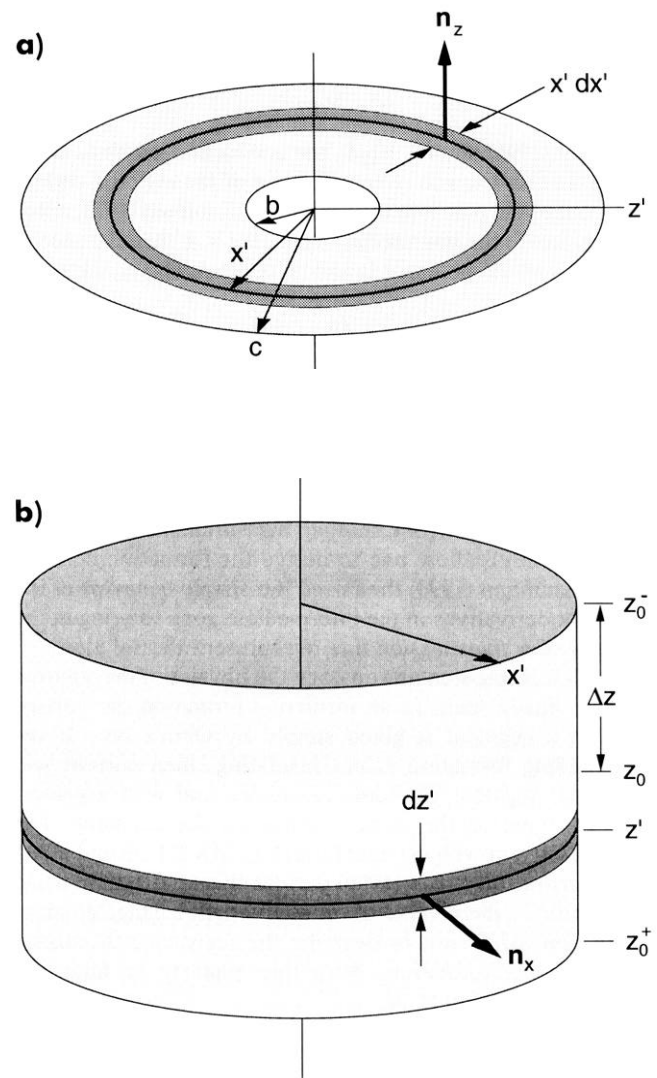 a)
n_z
x' dx'
b
z'
x'
c
b)
z_0^-
x'
Δz
z_0
dz'
z'
n_x
z_0^+